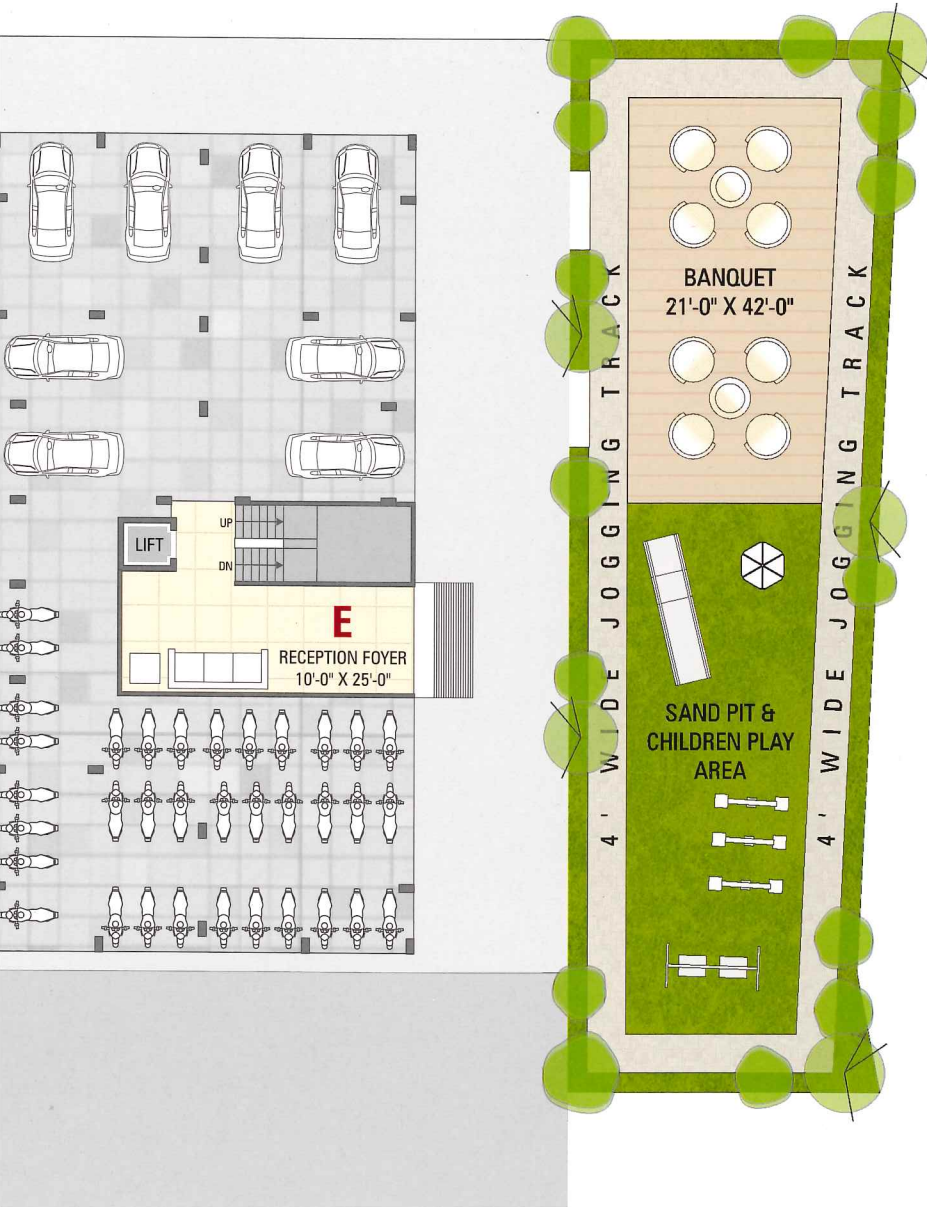 BANQUET
21'-0" X 42'-0"
4' WIDE JOGGING TRACK
4' WIDE JOGGING TRACK
UP
LIFT
DN
E
RECEPTION FOYER
10'-0" X 25'-0"
SAND PIT &
CHILDREN PLAY
AREA